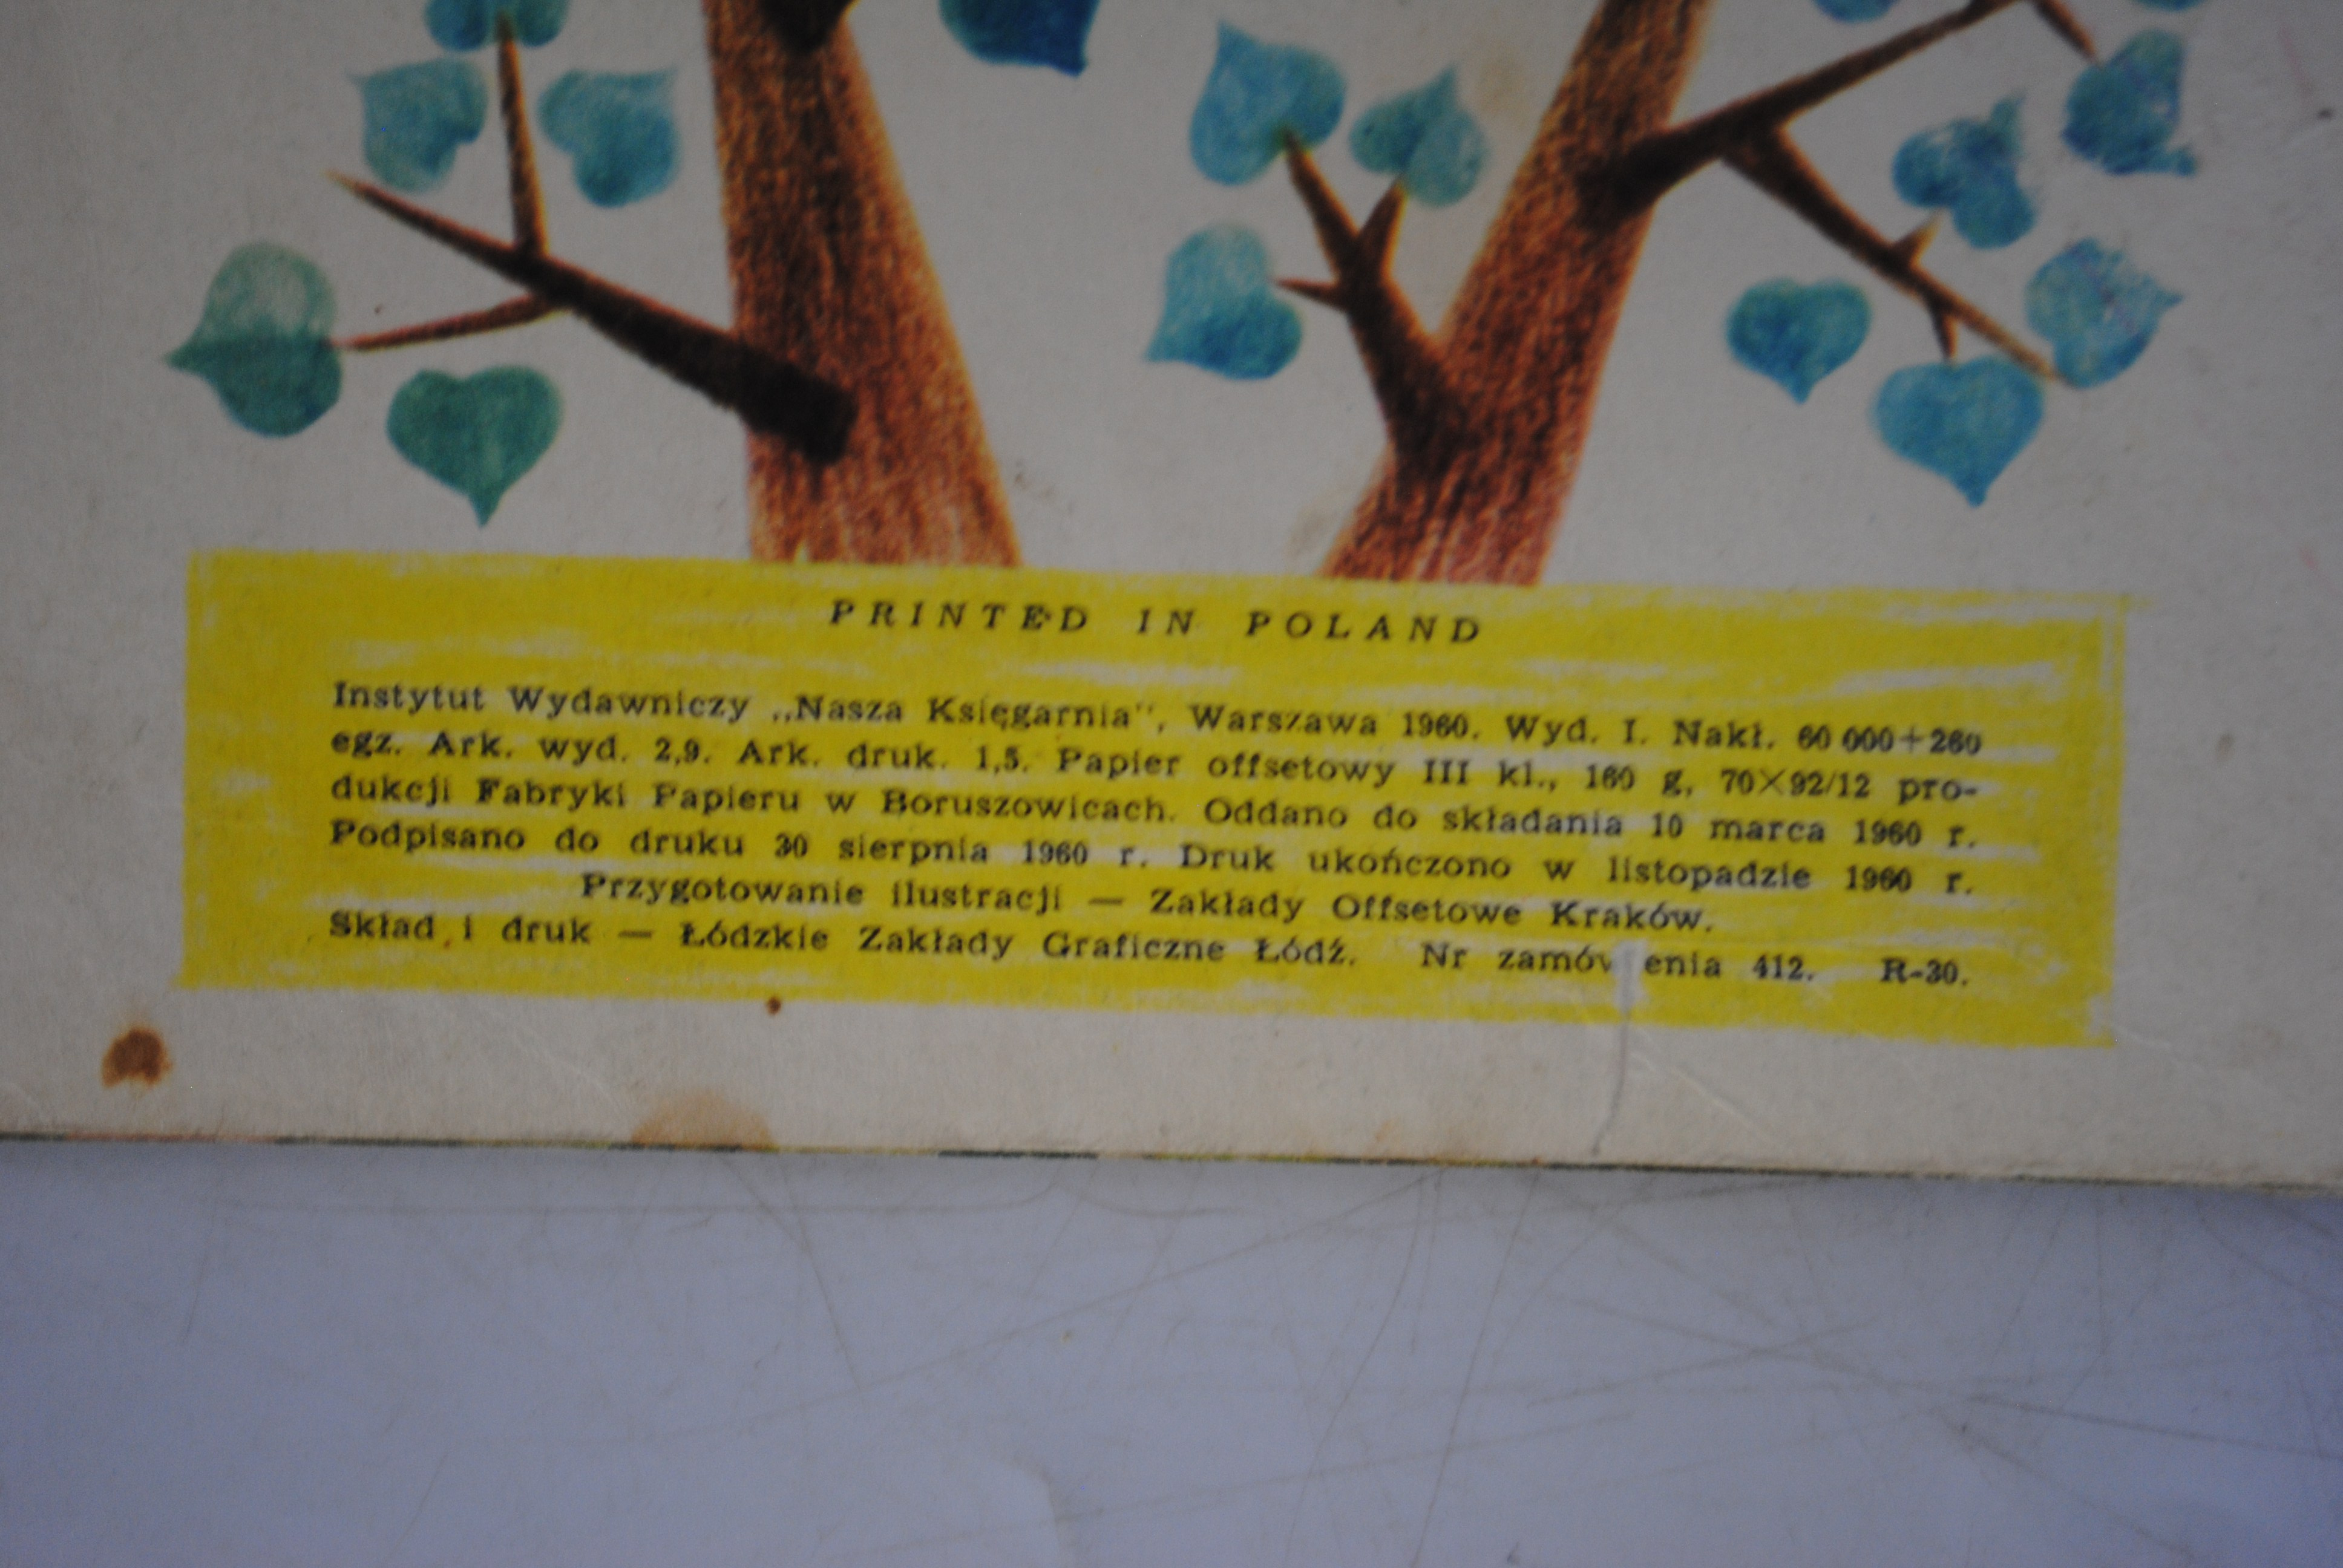 PRINTED IN POLAND
Instytut Wydawniczy „Nasza Księgarnia", Warszawa 1960. Wyd. I. Nakł. 60 000+260
egz. Ark. wyd. 2,9. Ark. druk. 1,5. Papier offsetowy III kl., 160 g, 70×92/12 pro-
dukcji Fabryki Papieru w Boruszowicach. Oddano do składania 10 marca 1960 r.
Podpisano do druku 30 sierpnia 1960 r. Druk ukończono w listopadzie 1960 r.
Przygotowanie ilustracji — Zakłady Offsetowe Kraków.
Skład i druk — Łódzkie Zakłady Graficzne Łódź. Nr zamów enia 412. R-30.